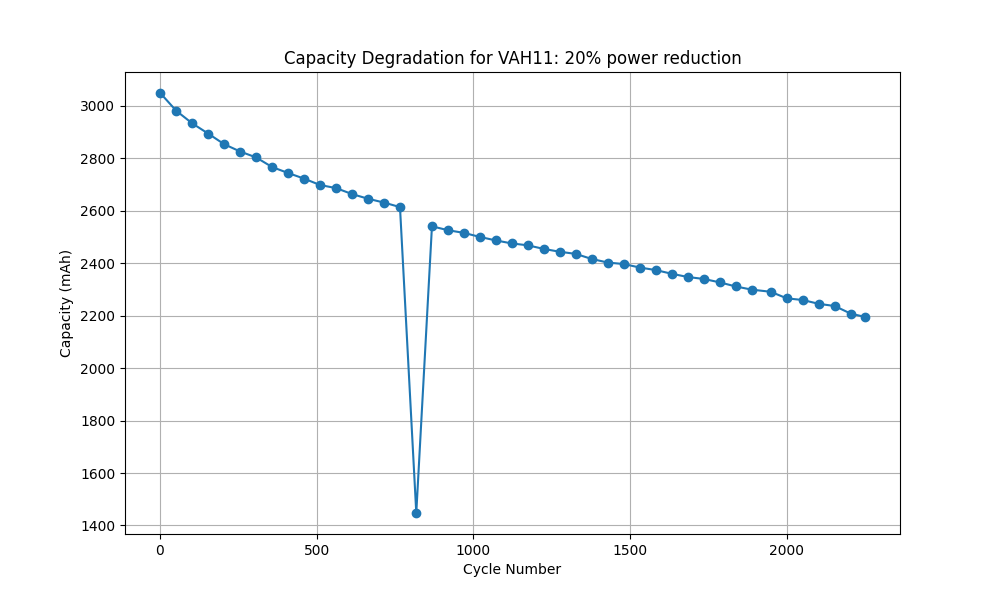 Capacity Degradation for VAH11: 20% power reduction
Capacity (mAh)
3000
2800
2600
2400
2200
2000
1800
1600
1400
0 500 1000 1500 2000
Cycle Number